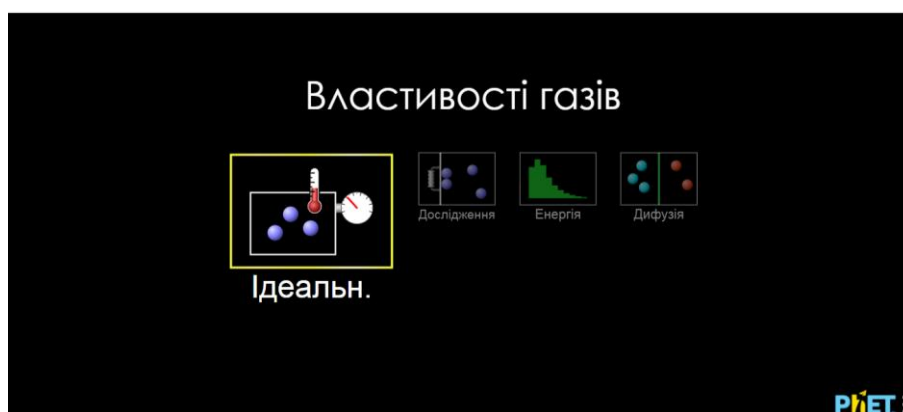 Властивості газів
Ідеальн.
Дослідження
Енергія
Дифузія
PhET